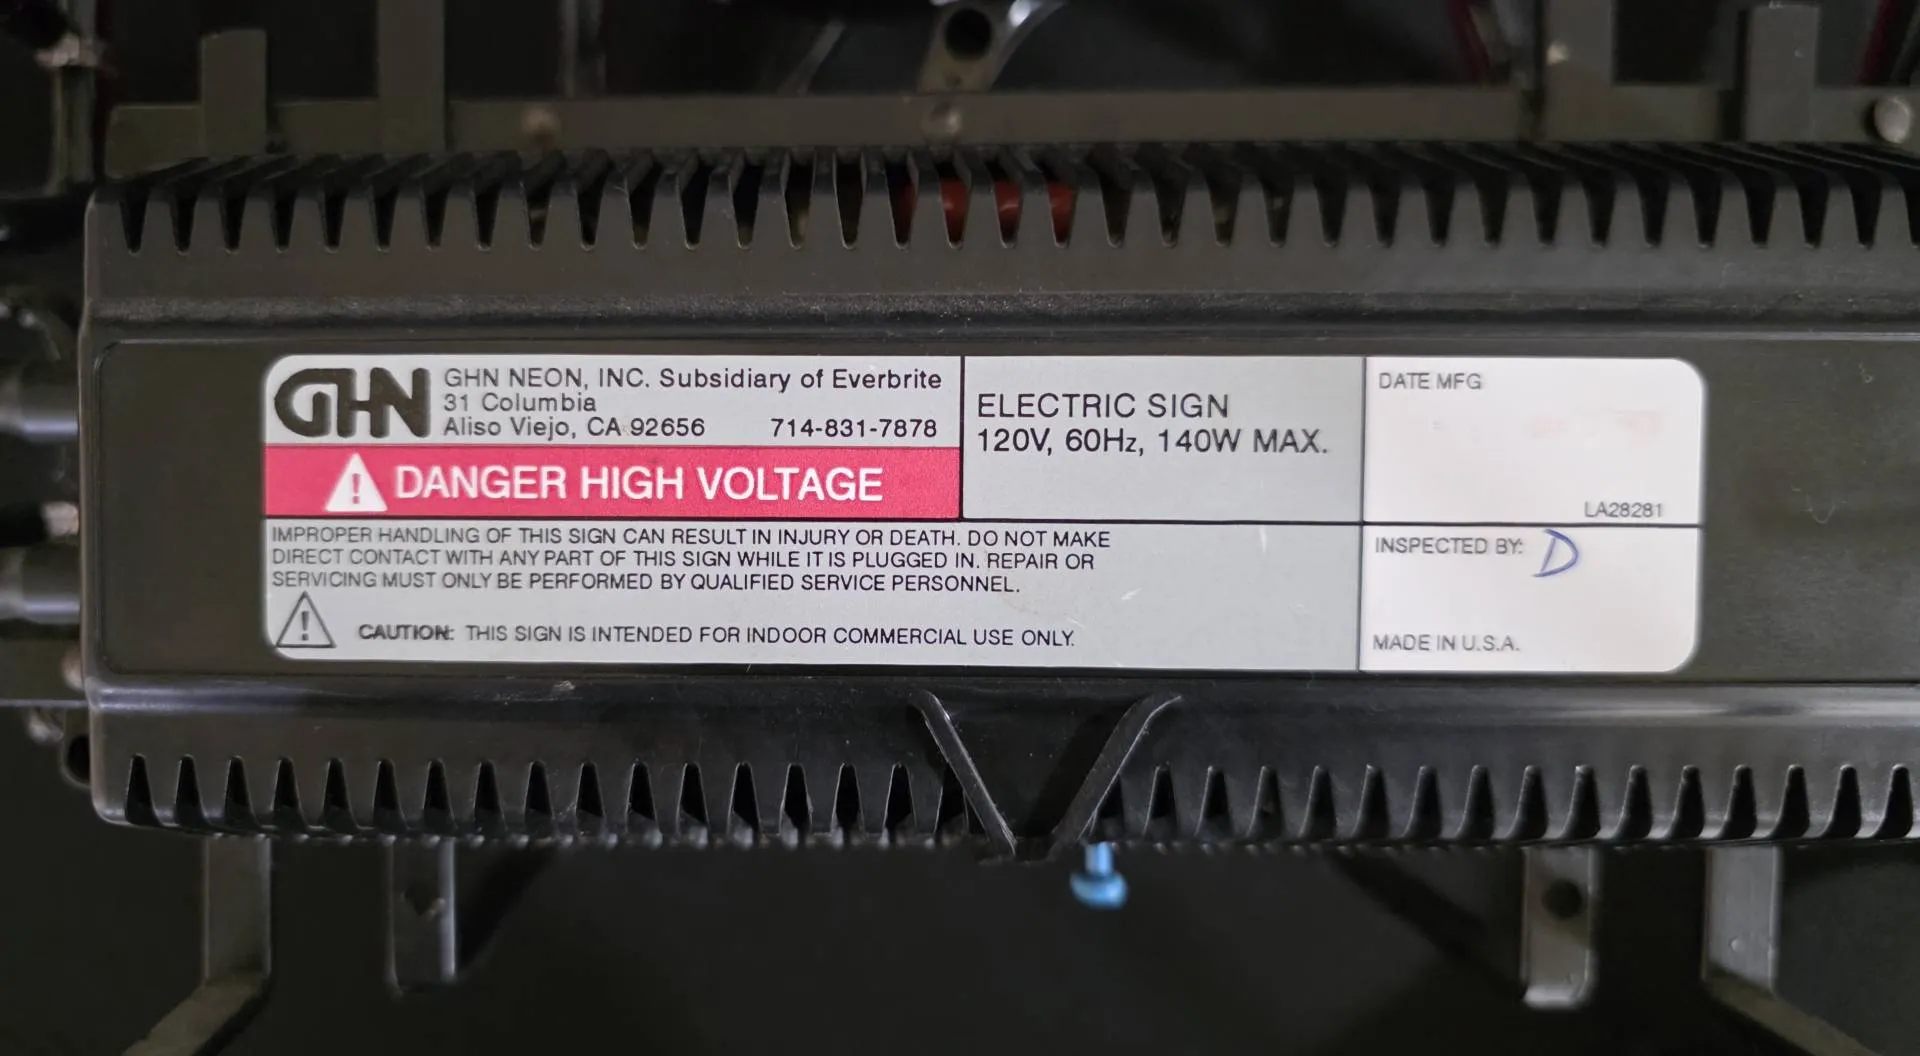 GHN
GHN NEON, INC. Subsidiary of Everbrite
31 Columbia
Aliso Viejo, CA 92656 714-831-7878
DANGER HIGH VOLTAGE
ELECTRIC SIGN
120V, 60Hz, 140W MAX.
DATE MFG
LA28281
IMPROPER HANDLING OF THIS SIGN CAN RESULT IN INJURY OR DEATH. DO NOT MAKE
DIRECT CONTACT WITH ANY PART OF THIS SIGN WHILE IT IS PLUGGED IN. REPAIR OR
SERVICING MUST ONLY BE PERFORMED BY QUALIFIED SERVICE PERSONNEL.
CAUTION: THIS SIGN IS INTENDED FOR INDOOR COMMERCIAL USE ONLY.
INSPECTED BY: D
MADE IN U.S.A.